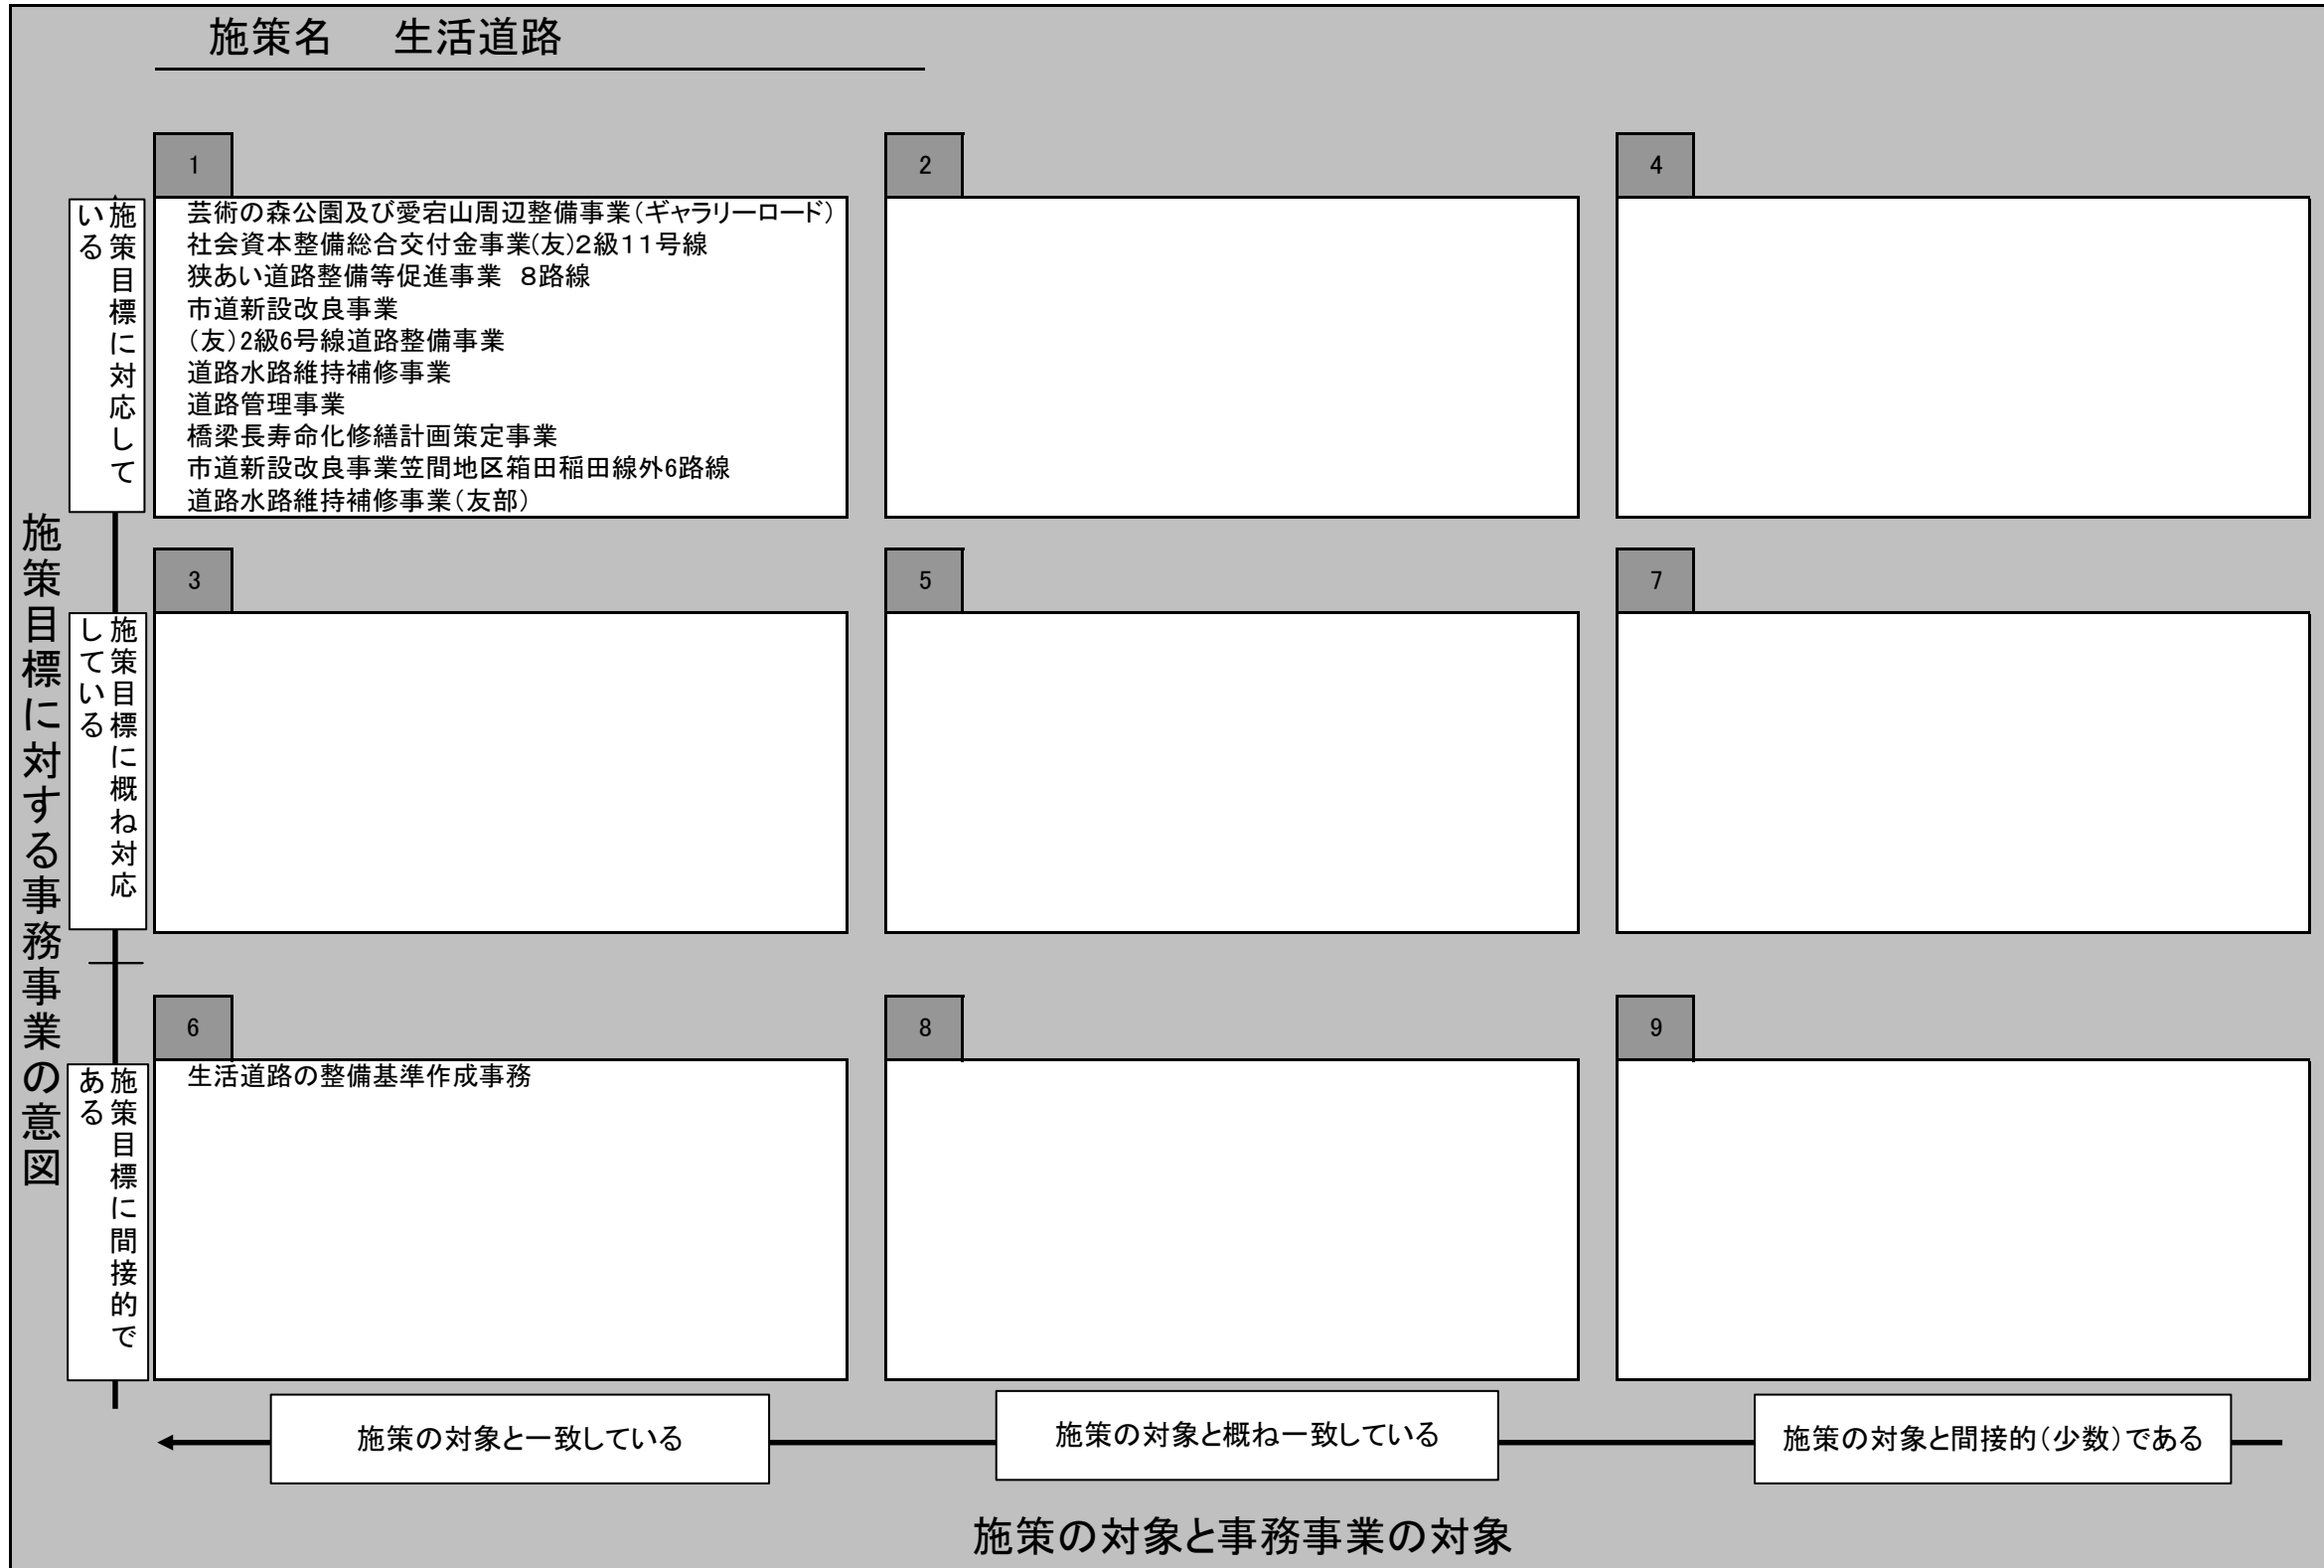 施策名　生活道路
1
2
4
施策目標に対応して
いる
芸術の森公園及び愛宕山周辺整備事業（ギャラリーロード）
社会資本整備総合交付金事業(友)2級１１号線
狭あい道路整備等促進事業　８路線
市道新設改良事業
（友）2級6号線道路整備事業
道路水路維持補修事業
道路管理事業
橋梁長寿命化修繕計画策定事業
市道新設改良事業笠間地区箱田稲田線外6路線
道路水路維持補修事業（友部）
施策目標に対する事務事業の意図
3
5
7
施策目標に概ね対応
している
6
8
9
施策目標に間接的で
ある
生活道路の整備基準作成事務
施策の対象と一致している
施策の対象と概ね一致している
施策の対象と間接的（少数）である
施策の対象と事務事業の対象